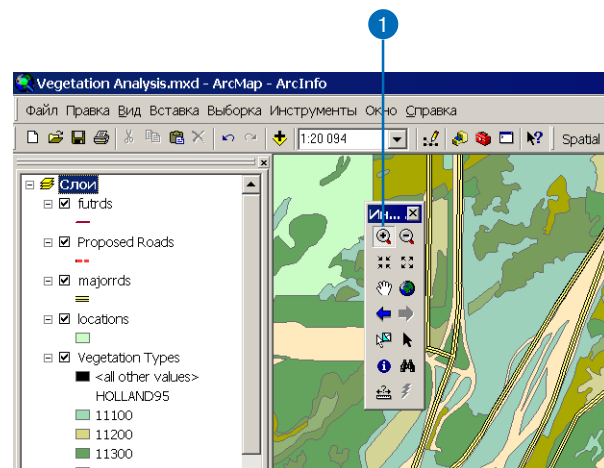 1
Vegetation Analysis.mxd - ArcMap - ArcInfo
Файл Правка Вид Вставка Выборка Инструменты Окно Справка
1:20 094 Spatial
Слои
futrds
Proposed Roads
majorrds
locations
Vegetation Types
<all other values>
HOLLAND95
11100
11200
11300
Ин...